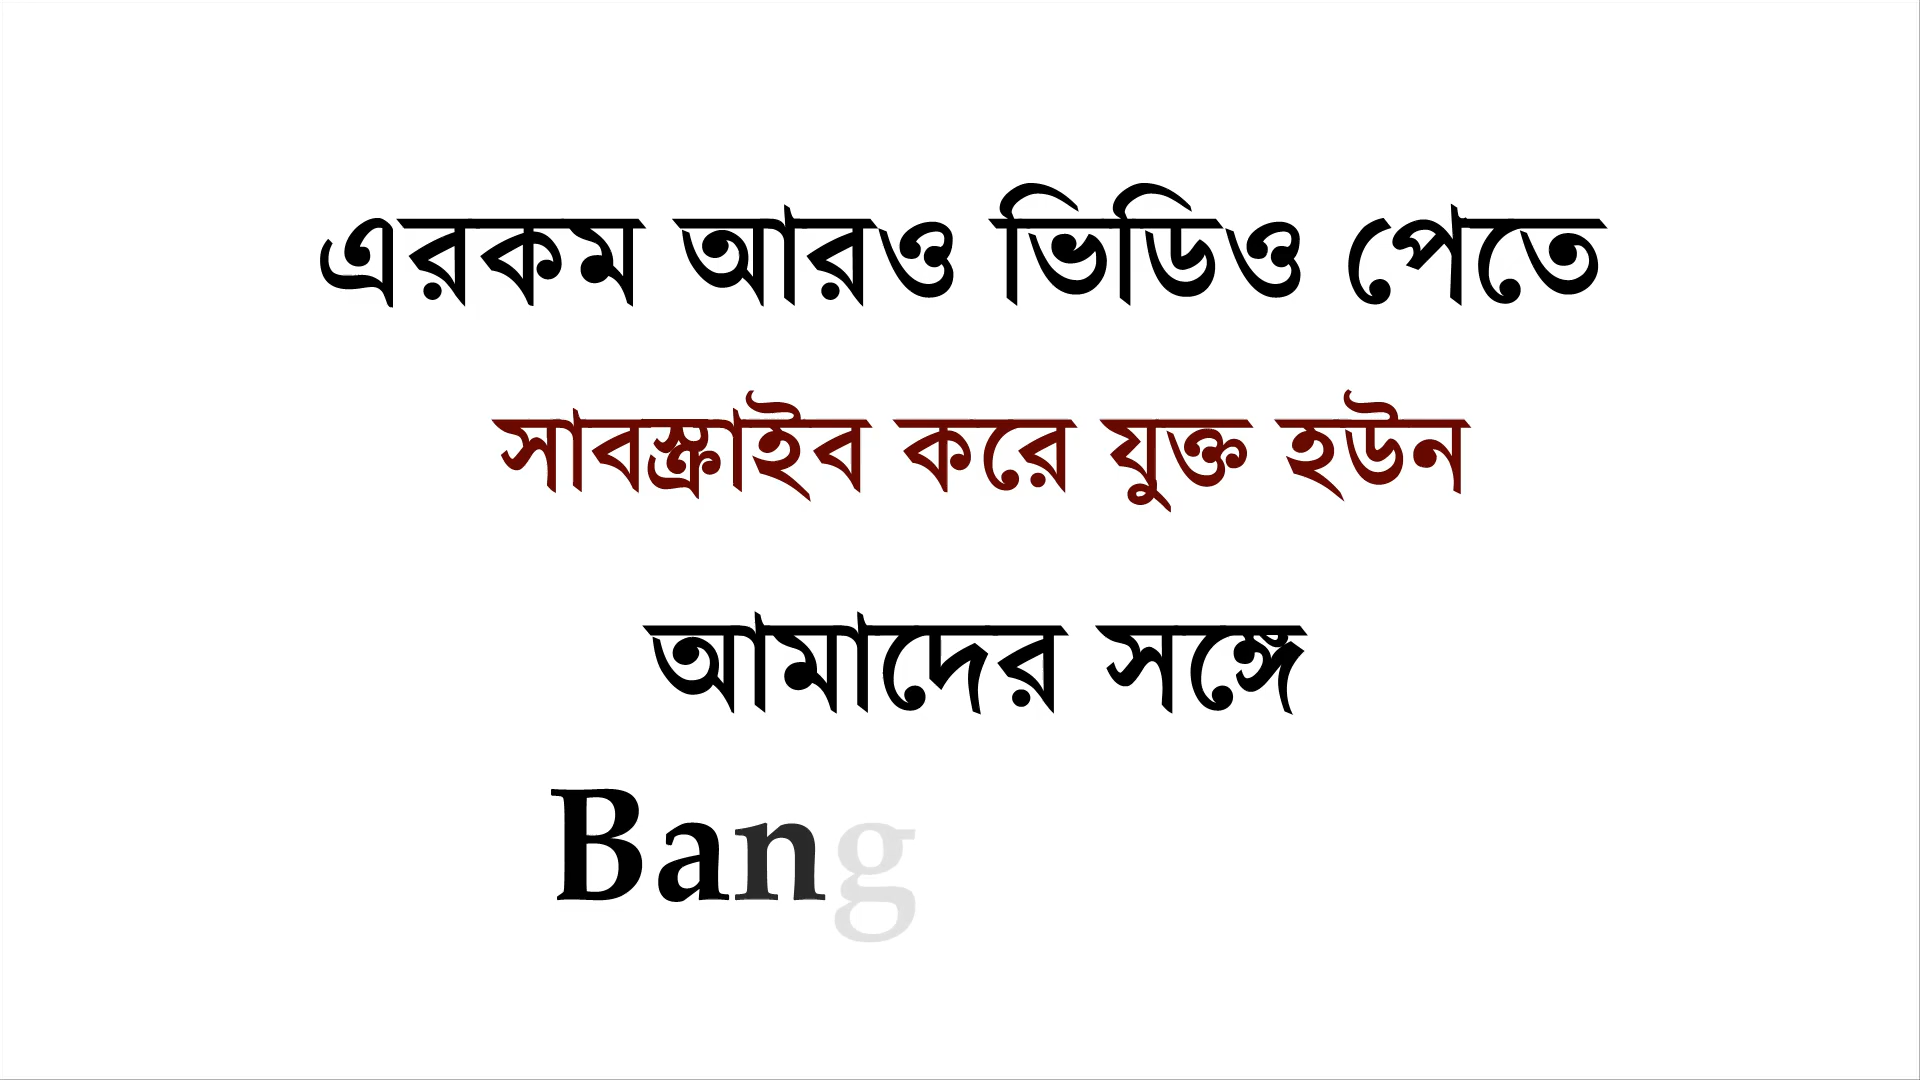 এরকম আরও ভিডিও পেতে
সাবস্ক্রাইব করে যুক্ত হউন
আমাদের সঙ্গে
Bang